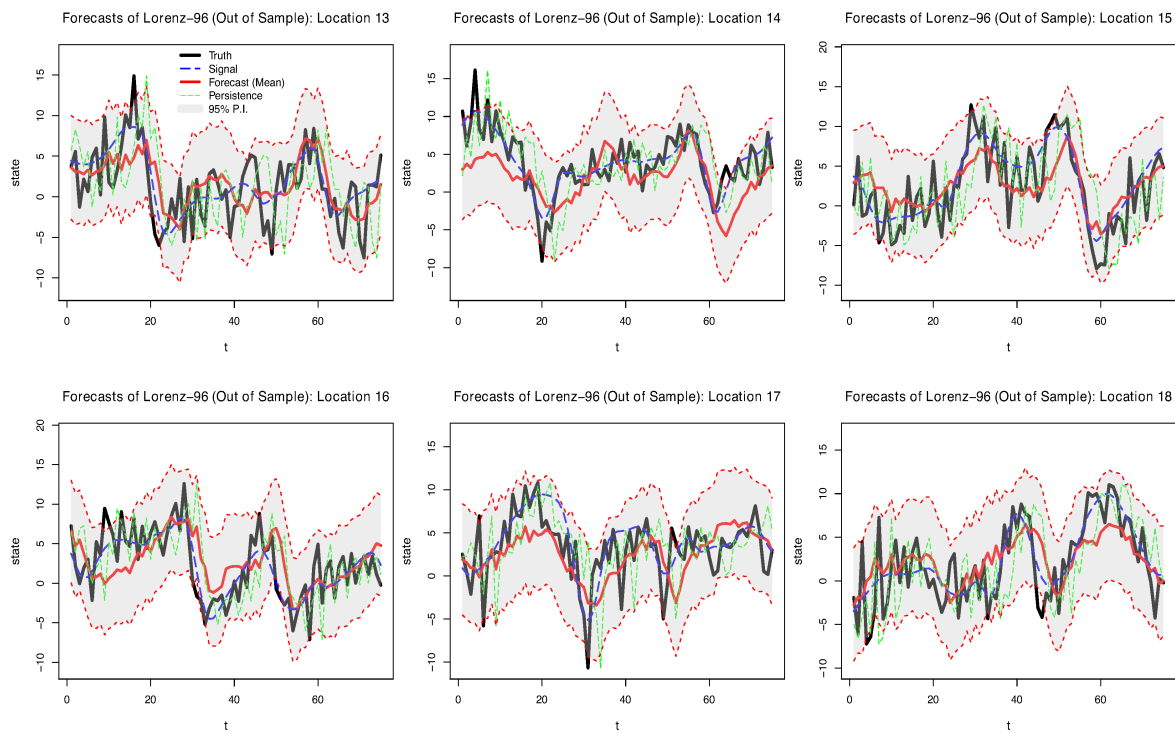 Forecasts of Lorenz−96 (Out of Sample): Location 13
Forecasts of Lorenz−96 (Out of Sample): Location 14
Forecasts of Lorenz−96 (Out of Sample): Location 15
Truth
Signal
Forecast (Mean)
Persistence
95% P.I.
state
15
10
5
0
−5
−10
0
20
40
60
t
state
15
10
5
0
−5
−10
0
20
40
60
t
state
20
15
10
5
0
−5
−10
0
20
40
60
t
Forecasts of Lorenz−96 (Out of Sample): Location 16
Forecasts of Lorenz−96 (Out of Sample): Location 17
Forecasts of Lorenz−96 (Out of Sample): Location 18
state
20
15
10
5
0
−5
−10
0
20
40
60
t
state
15
10
5
0
−5
−10
0
20
40
60
t
state
15
10
5
0
−5
−10
0
20
40
60
t